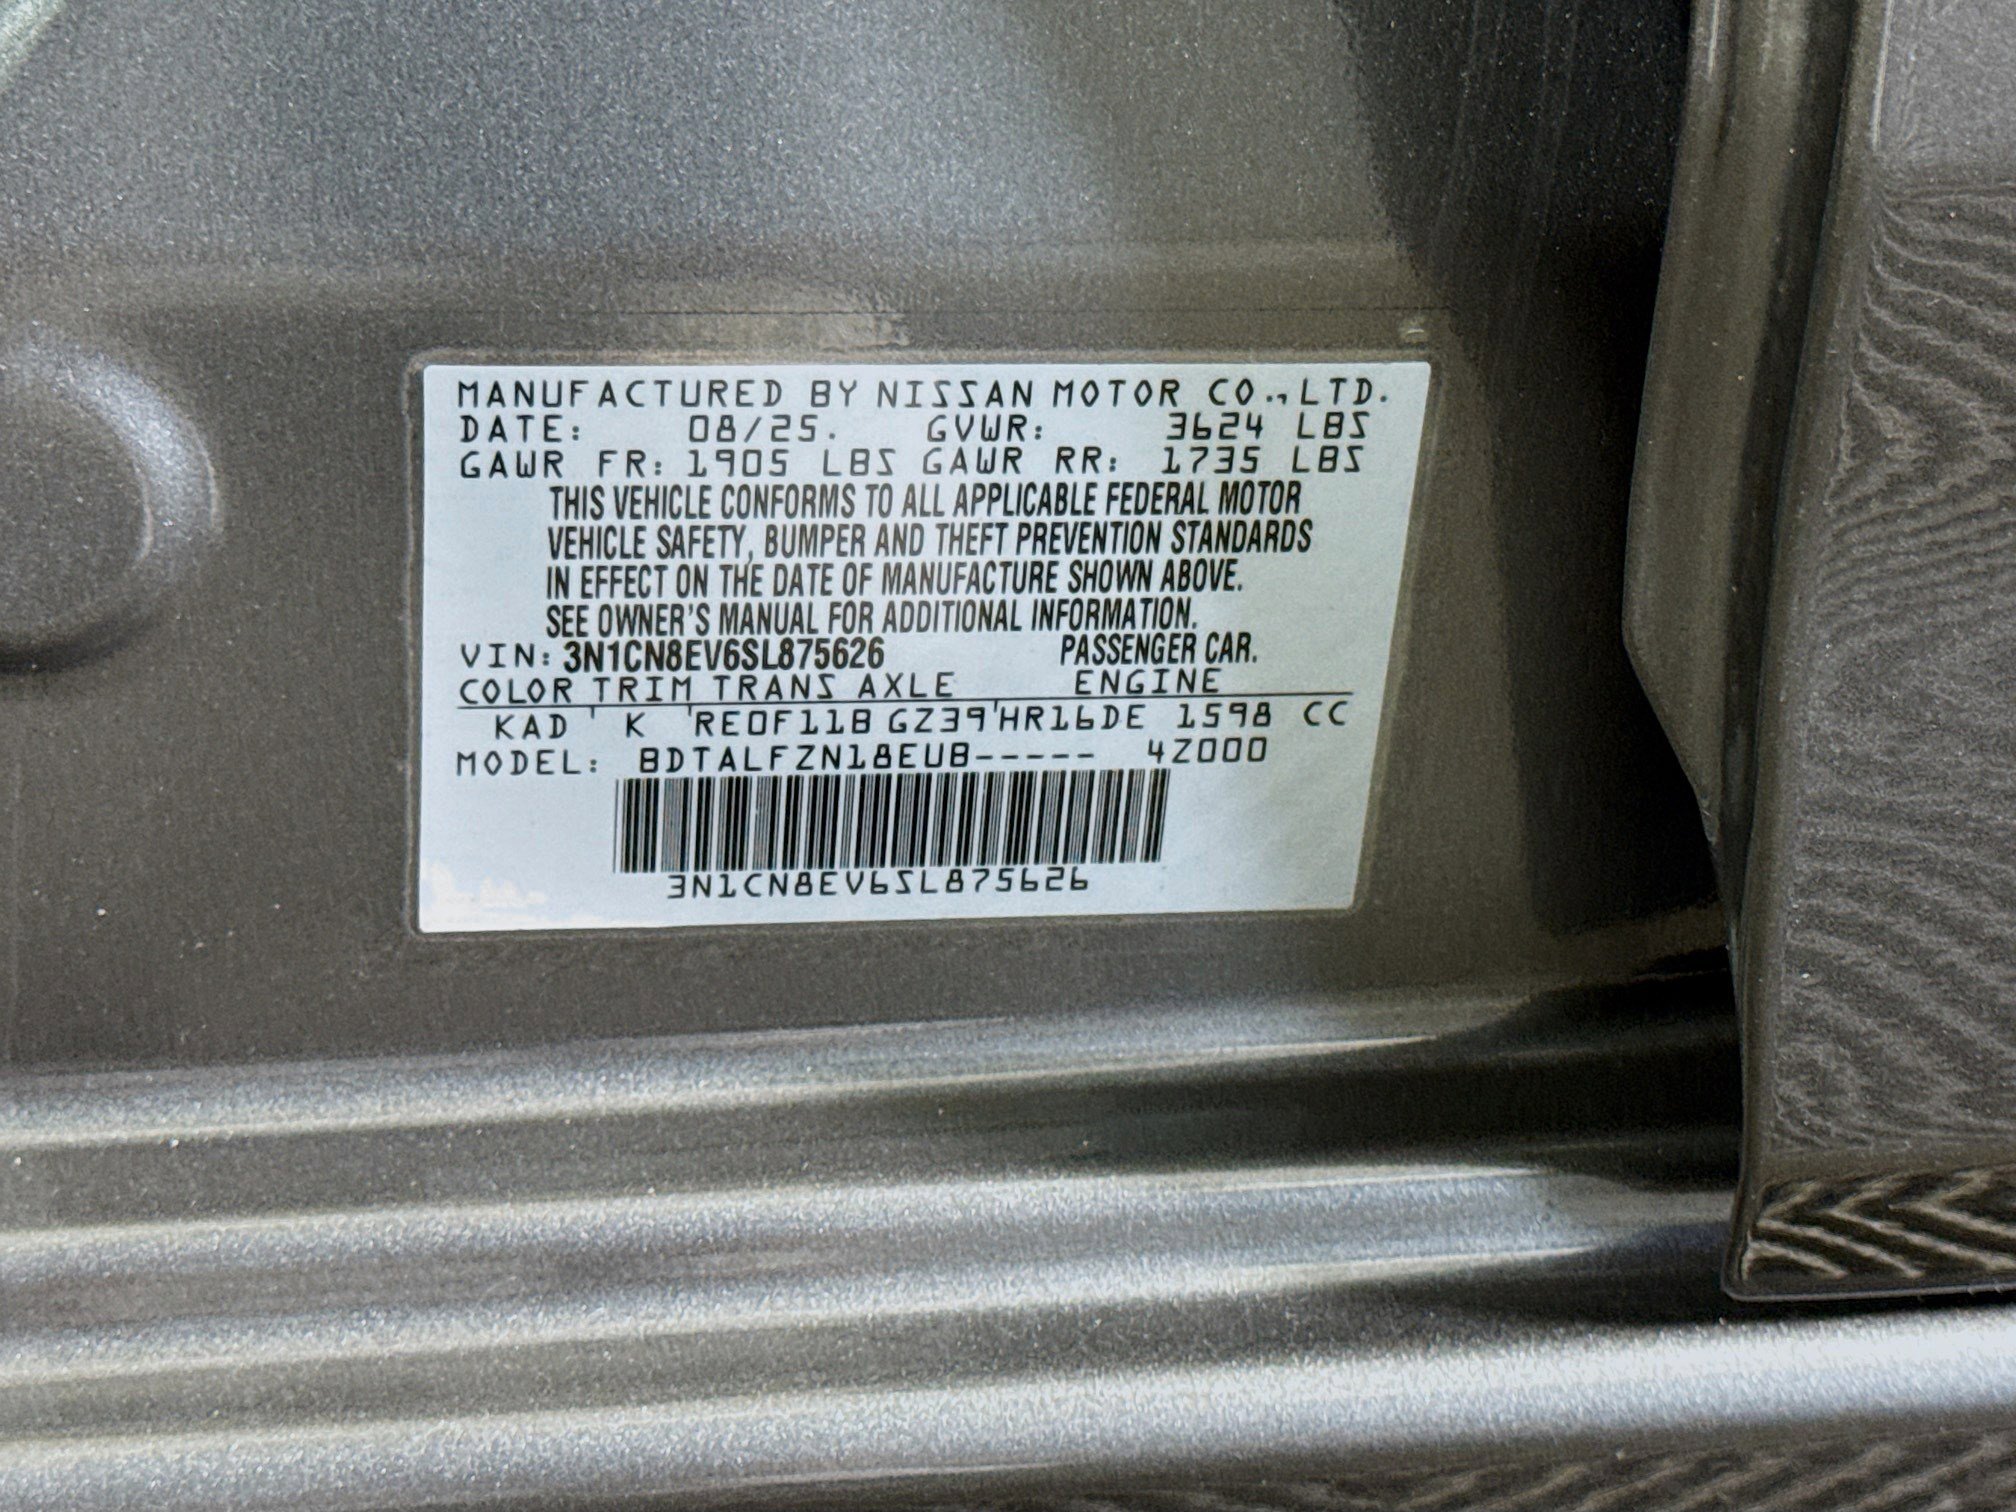 MANUFACTURED BY NISSAN MOTOR CO., LTD.
DATE: 08/25. GVWR: 3624 LBS
GAWR FR: 1905 LBS GAWR RR: 1735 LBS
THIS VEHICLE CONFORMS TO ALL APPLICABLE FEDERAL MOTOR
VEHICLE SAFETY, BUMPER AND THEFT PREVENTION STANDARDS
IN EFFECT ON THE DATE OF MANUFACTURE SHOWN ABOVE.
SEE OWNER'S MANUAL FOR ADDITIONAL INFORMATION.
VIN: 3N1CN8EV6SL875626 PASSENGER CAR.
COLOR TRIM TRANS AXLE ENGINE
KAD ' K 'RE0F11B GZ39'HR16DE 1598 CC
MODEL: BDTALFZN18EUB----- 4Z000
3N1CN8EV6SL875626